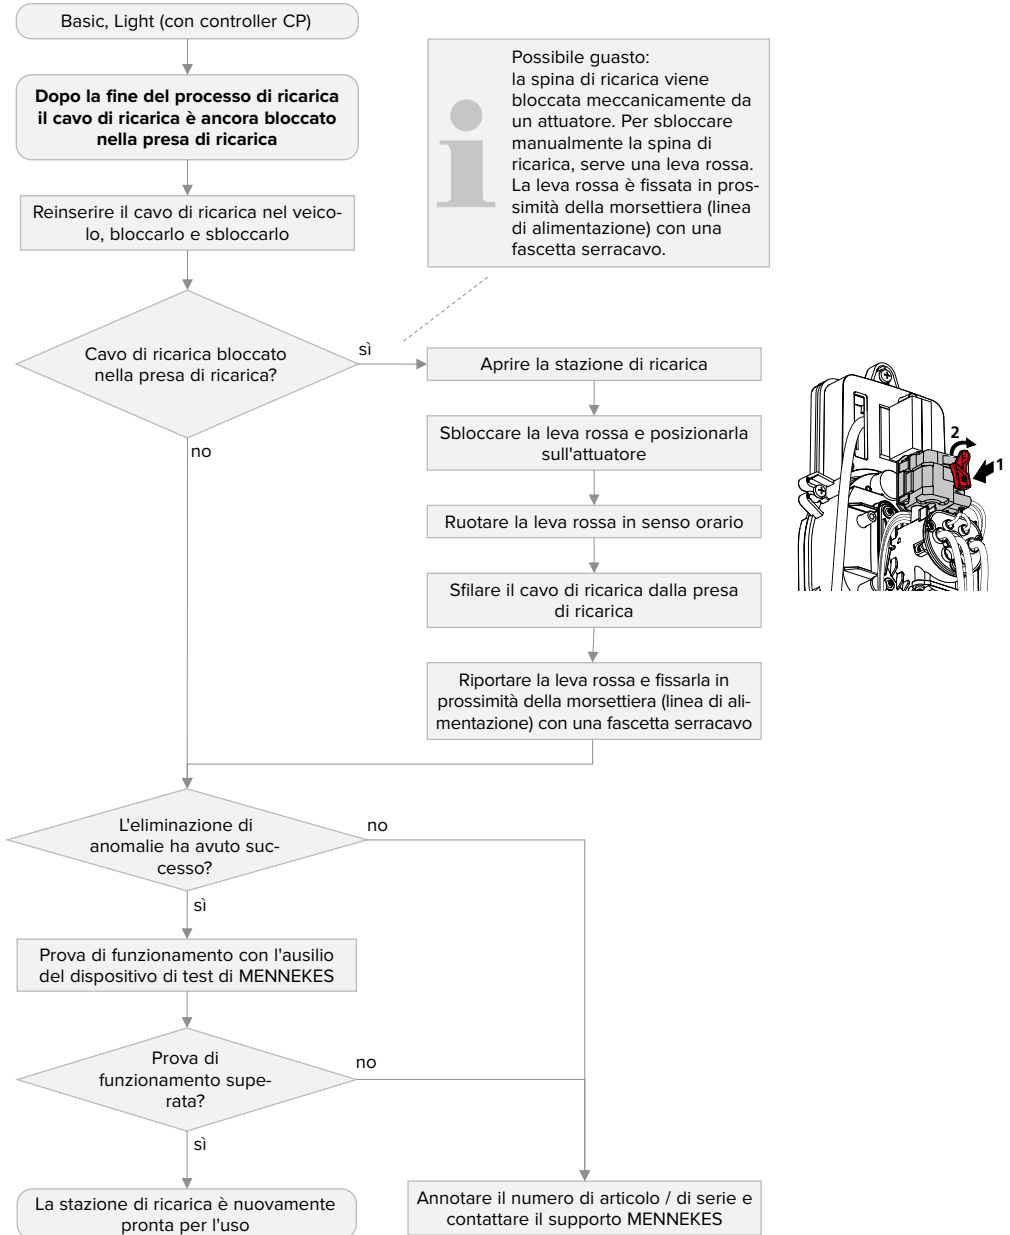 Basic, Light (con controller CP)
Dopo la fine del processo di ricarica
il cavo di ricarica è ancora bloccato
nella presa di ricarica
Reinserire il cavo di ricarica nel veico-
lo, bloccarlo e sbloccarlo
Possibile guasto:
la spina di ricarica viene
bloccata meccanicamente da
un attuatore. Per sbloccare
manualmente la spina di
ricarica, serve una leva rossa.
La leva rossa è fissata in pros-
simità della morsettiera (linea
di alimentazione) con una
fascetta serracavo.
Cavo di ricarica bloccato
nella presa di ricarica?
sì
no
Aprire la stazione di ricarica
Sbloccare la leva rossa e posizionarla
sull'attuatore
Ruotare la leva rossa in senso orario
Sfilare il cavo di ricarica dalla presa
di ricarica
Riportare la leva rossa e fissarla in
prossimità della morsettiera (linea di ali-
mentazione) con una fascetta serracavo
2
1
L'eliminazione di
anomalie ha avuto suc-
cesso?
no
sì
Prova di funzionamento con l'ausilio
del dispositivo di test di MENNEKES
Prova di
funzionamento supe-
rata?
no
sì
La stazione di ricarica è nuovamente
pronta per l'uso
Annotare il numero di articolo / di serie e
contattare il supporto MENNEKES